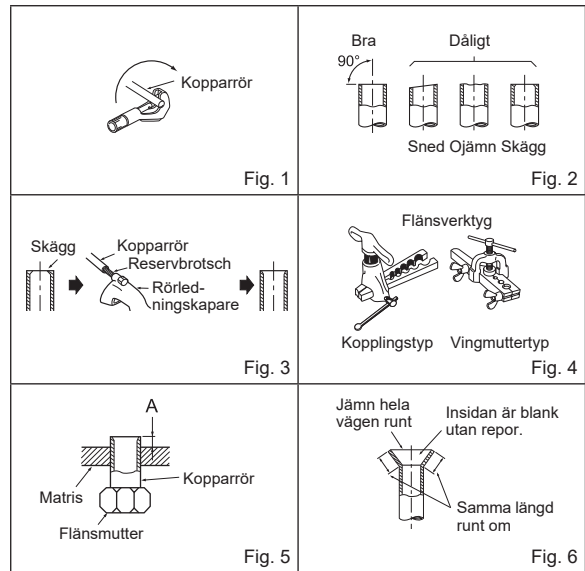 Kopparrör
Fig. 1
Bra
Dåligt
90°
Sned Ojämn Skägg
Fig. 2
Skägg
Kopparrör
Reservbrotsch
Rörled-
ningskapare
Fig. 3
Flänsverktyg
Kopplingstyp
Vingmuttertyp
Fig. 4
A
Matris
Kopparrör
Flänsmutter
Fig. 5
Jämn hela
vägen runt
Insidan är blank
utan repor.
Samma längd
runt om
Fig. 6